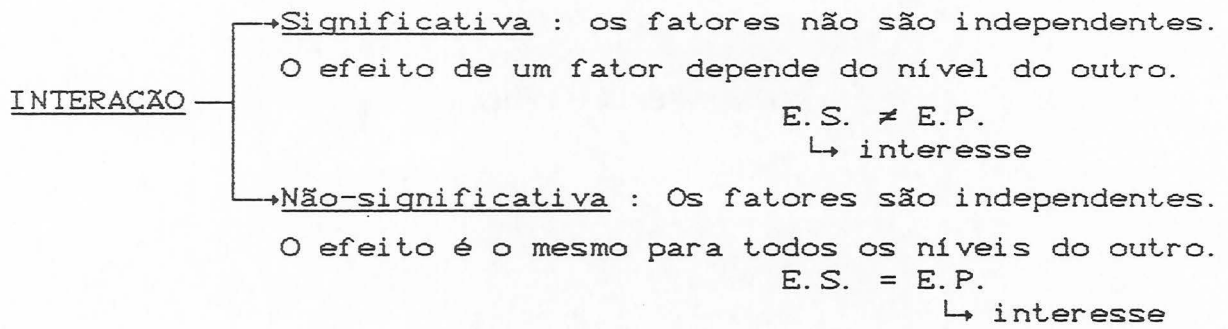 Significativa : os fatores não são independentes.
O efeito de um fator depende do nível do outro.
INTERAÇÃO
E.S. ≠ E.P.
↳ interesse
Não-significativa : Os fatores são independentes.
O efeito é o mesmo para todos os níveis do outro.
E.S. = E.P.
↳ interesse